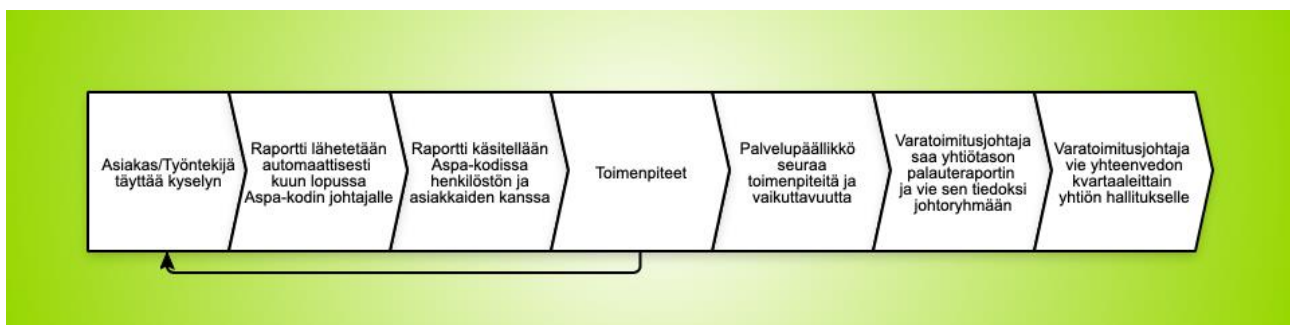 Asiakas/Työntekijä
täyttää kyselyn
Raportti lähetetään
automaattisesti
kuun lopussa
Aspa-kodin johtajalle
Raportti käsitellään
Aspa-kodissa
henkilöstön ja
asiakkaiden kanssa
Toimenpiteet
Palvelupäällikkö
seuraa
toimenpiteitä ja
vaikuttavuutta
Varatoimitusjohtaja
saa yhtiötason
palauteraportin
ja vie sen tiedoksi
johtoryhmään
Varatoimitusjohtaja
vie yhteenvedon
kvartaaleittain
yhtiön hallitukselle